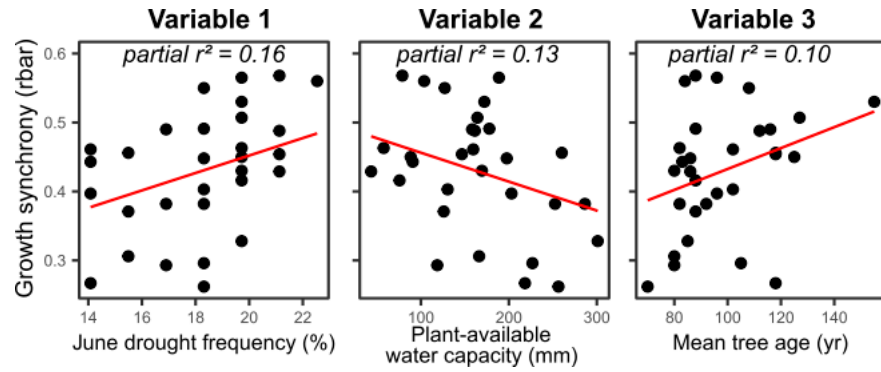 Variable 1
Variable 2
Variable 3
partial r² = 0.16
partial r² = 0.13
partial r² = 0.10
Growth synchrony (rbar)
0.6
0.5
0.4
0.3
14 16 18 20 22
100 200 300
80 100 120 140
June drought frequency (%)
Plant-available
water capacity (mm)
Mean tree age (yr)